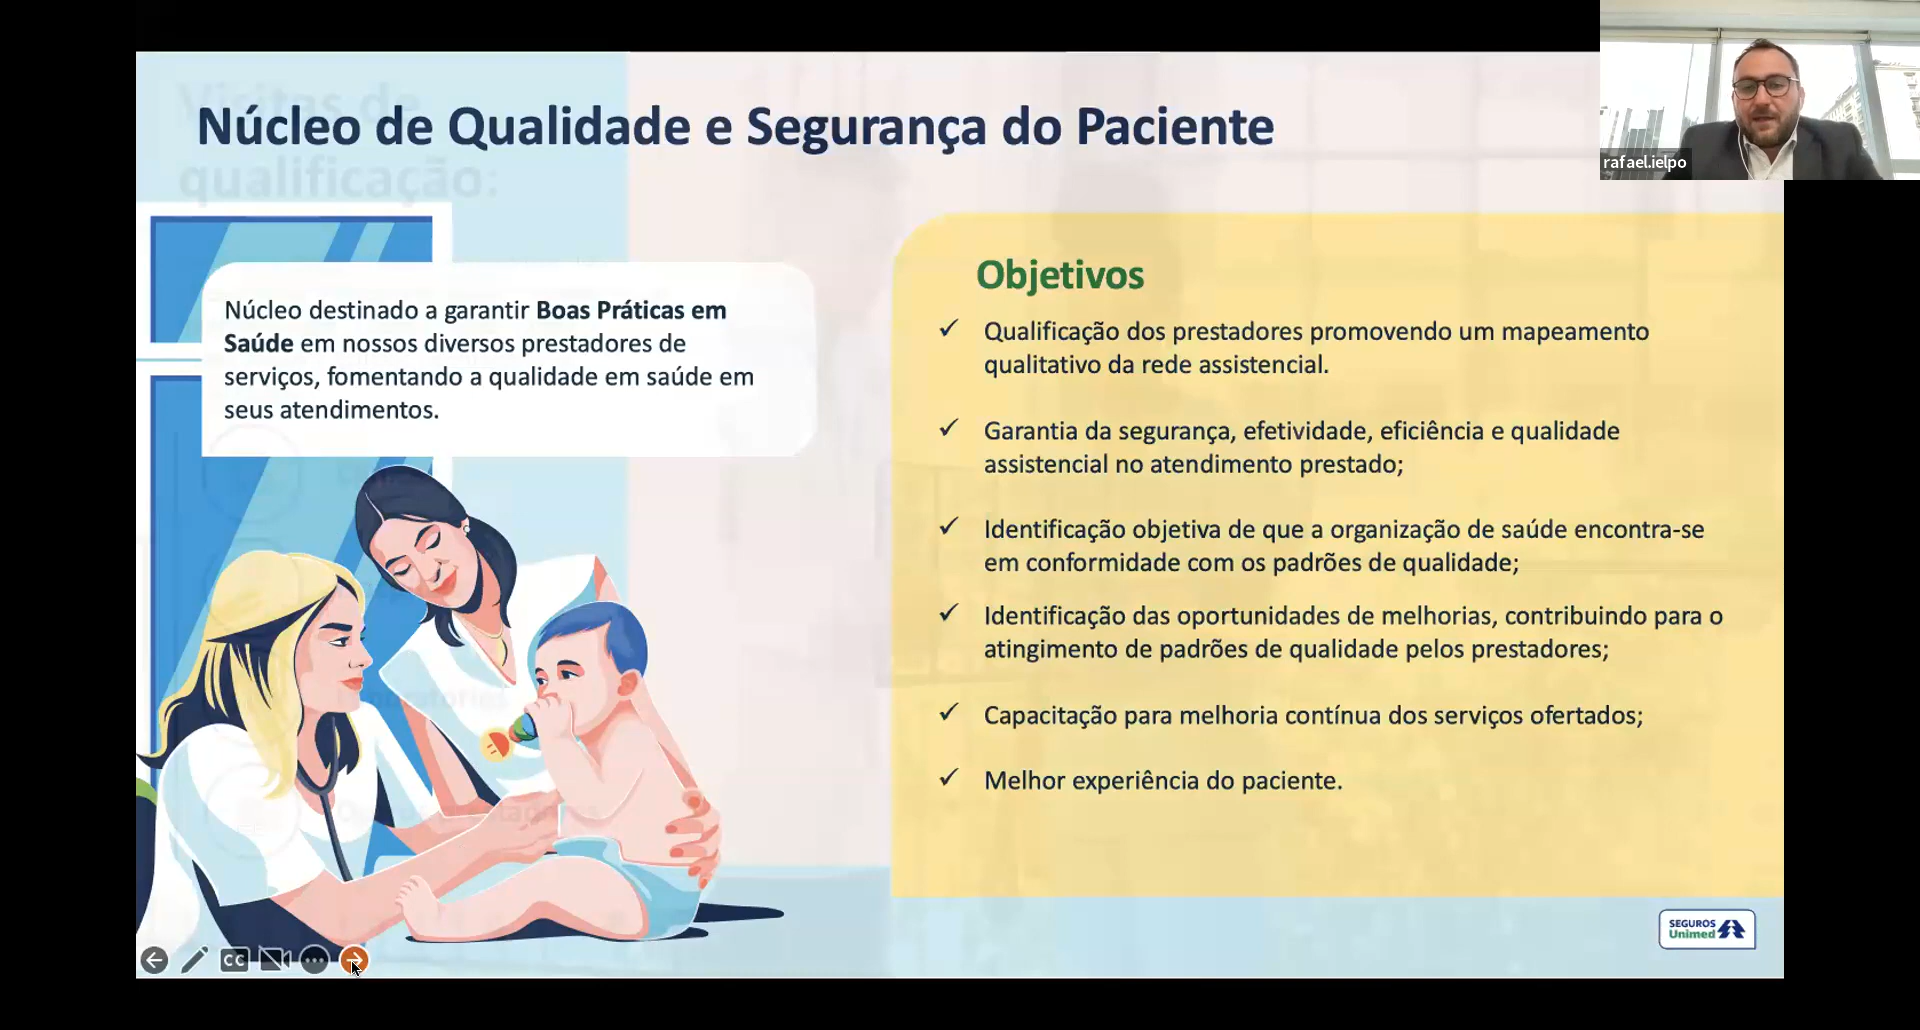 Núcleo de Qualidade e Segurança do Paciente
Visitas de
qualificação:
rafael.ielpo
Núcleo destinado a garantir Boas Práticas em
Saúde em nossos diversos prestadores de
serviços, fomentando a qualidade em saúde em
seus atendimentos.
Objetivos
✓ Qualificação dos prestadores promovendo um mapeamento
qualitativo da rede assistencial.
✓ Garantia da segurança, efetividade, eficiência e qualidade
assistencial no atendimento prestado;
✓ Identificação objetiva de que a organização de saúde encontra-se
em conformidade com os padrões de qualidade;
✓ Identificação das oportunidades de melhorias, contribuindo para o
atingimento de padrões de qualidade pelos prestadores;
✓ Capacitação para melhoria contínua dos serviços ofertados;
✓ Melhor experiência do paciente.
SEGUROS
Unimed
CC